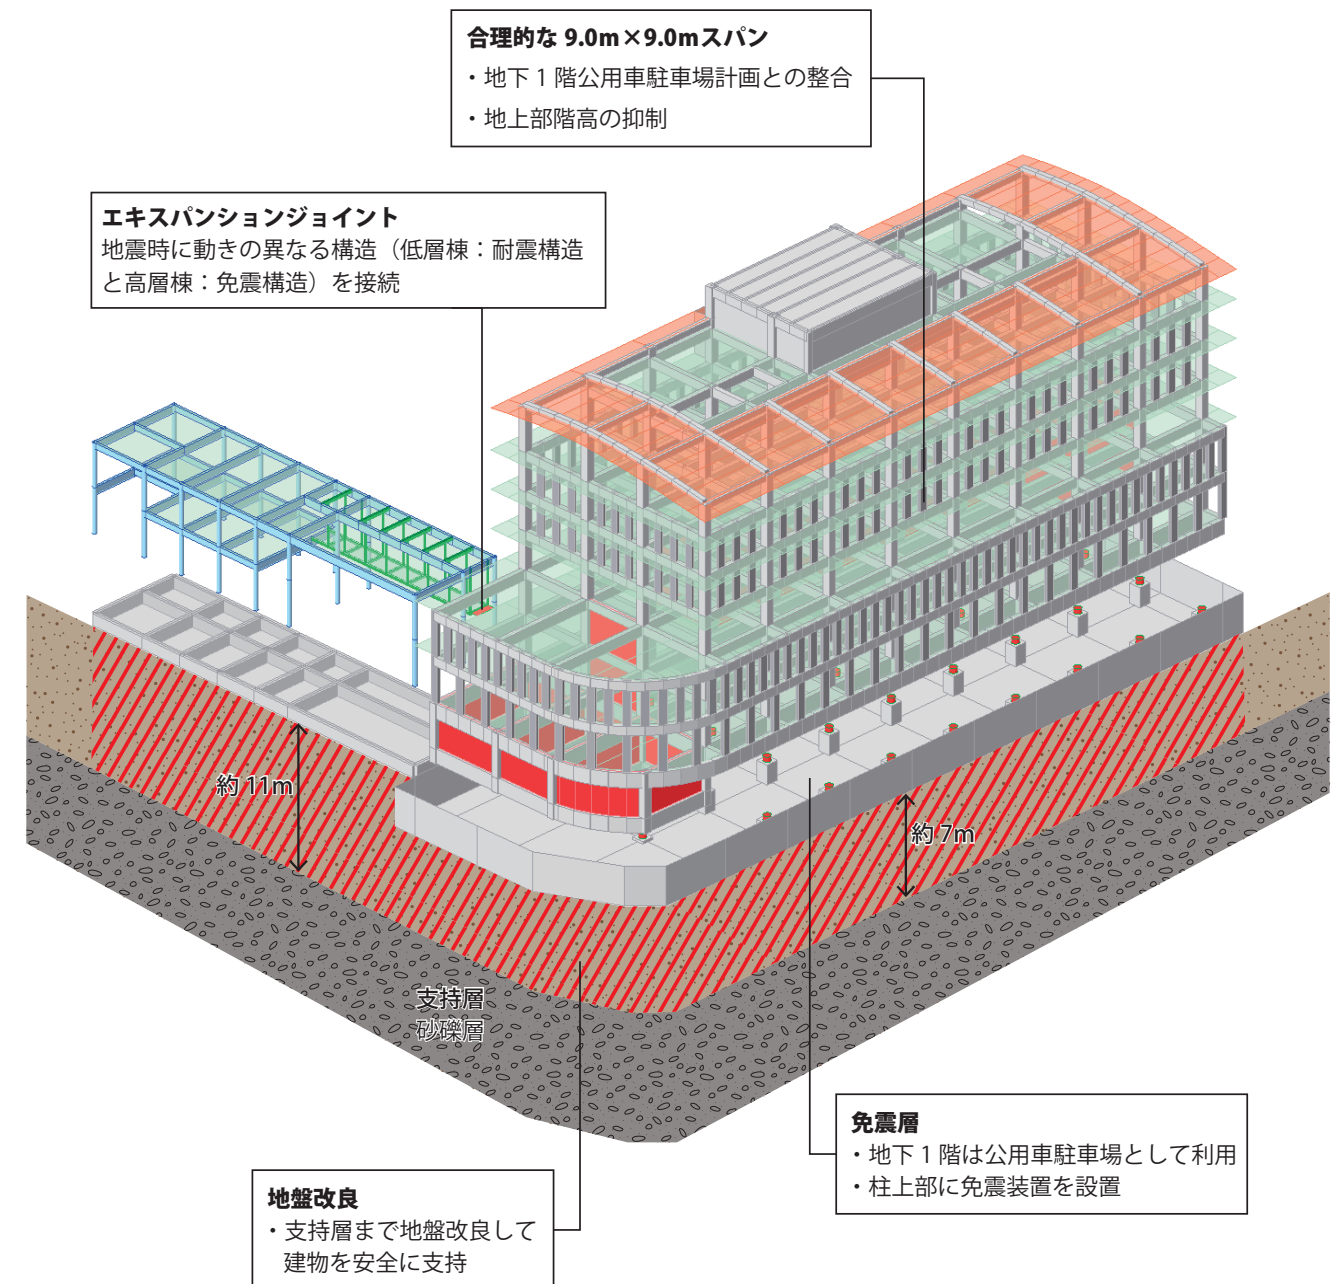 合理的な 9.0m×9.0mスパン
・地下 1 階公用車駐車場計画との整合
・地上部階高の抑制
エキスパンションジョイント
地震時に動きの異なる構造（低層棟：耐震構造
と高層棟：免震構造）を接続
約 11m
約 7m
支持層
砂礫層
免震層
・地下 1 階は公用車駐車場として利用
・柱上部に免震装置を設置
地盤改良
・支持層まで地盤改良して
建物を安全に支持